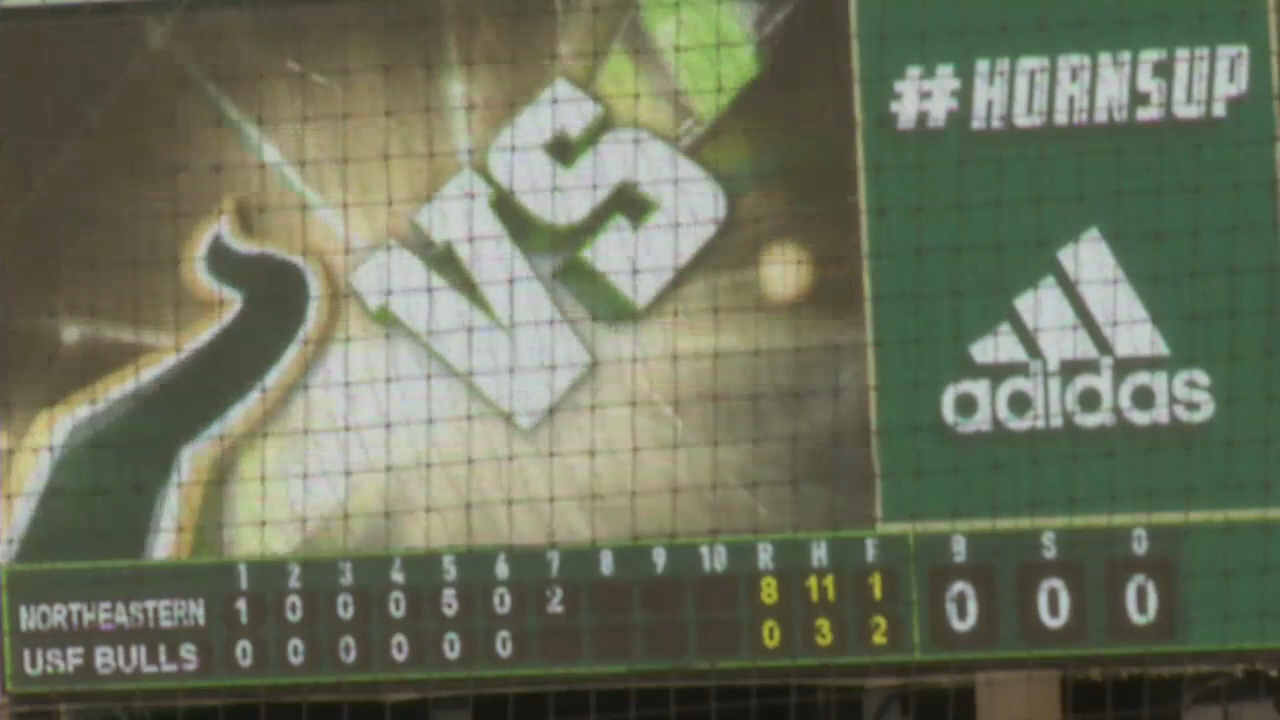 VS
#HORNSUP
adidas
1 2 3 4 5 6 7 8 9 10 R H E B S O
NORTHEASTERN 1 0 0 0 5 0 2 8 11 1 0 0 0
USF BULLS 0 0 0 0 0 0 0 3 2